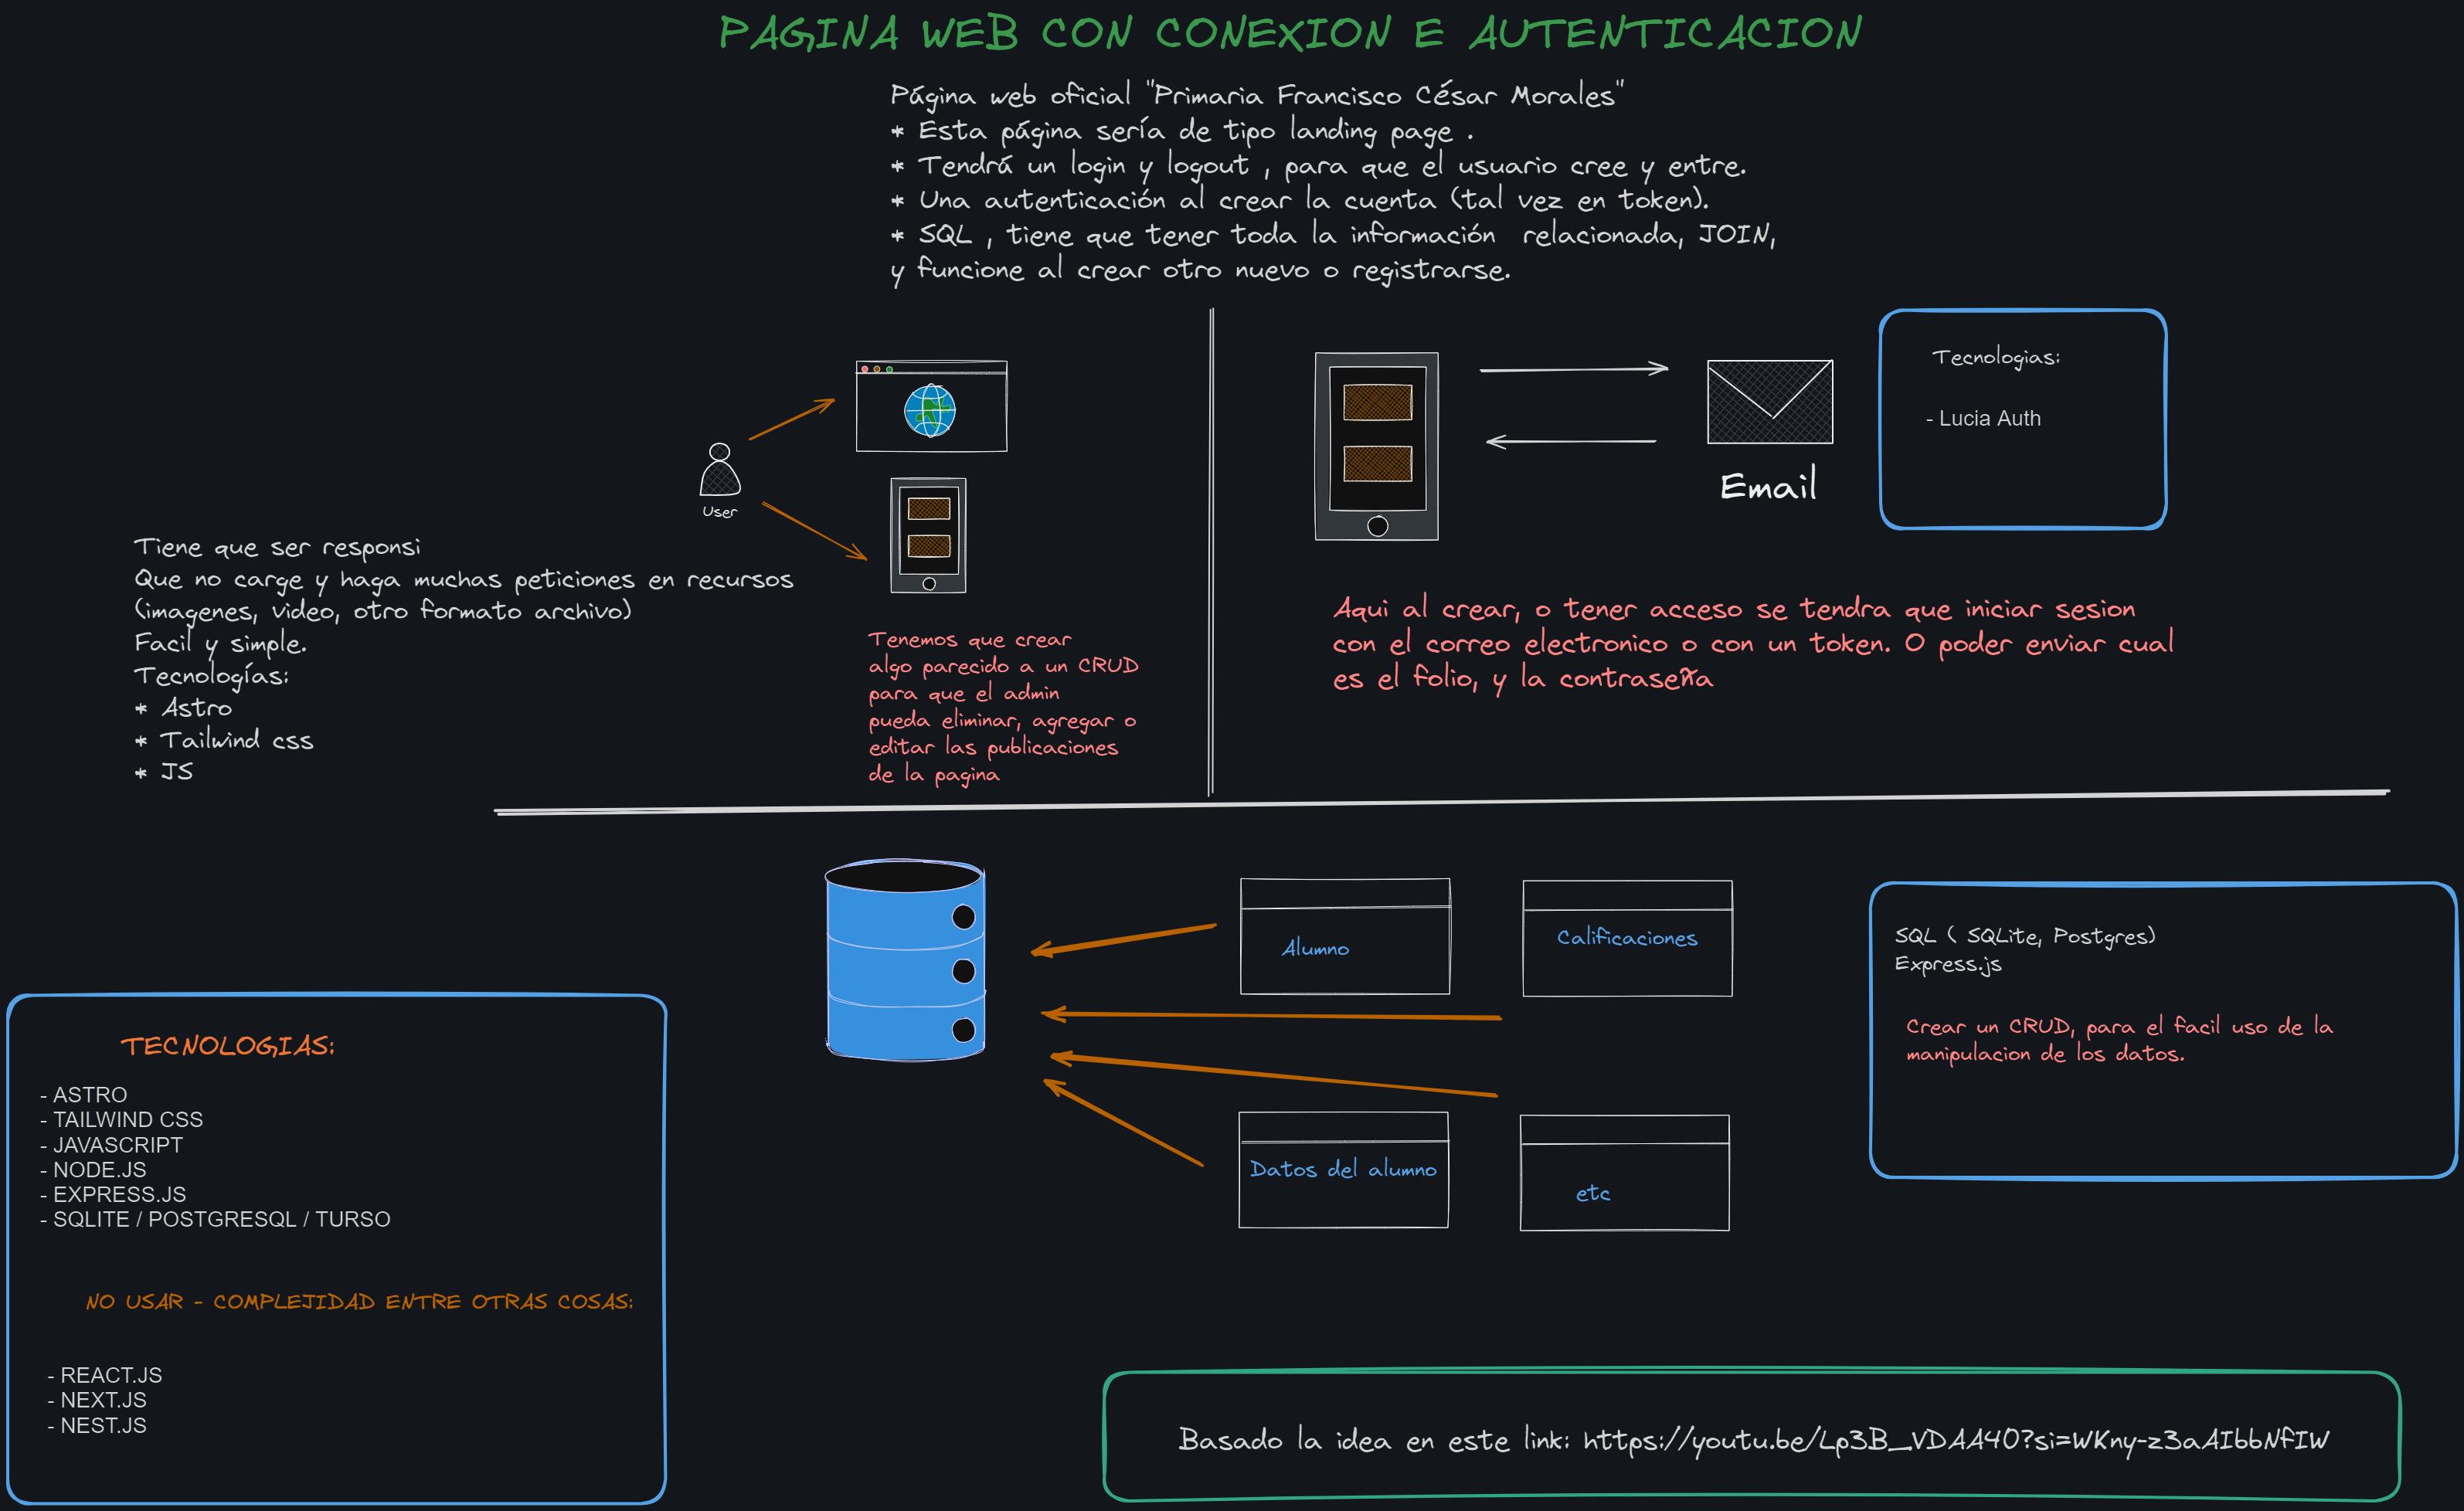 PAGINA WEB CON CONEXION E AUTENTICACION
Página web oficial "Primaria Francisco César Morales"
* Esta página sería de tipo landing page .
* Tendrá un login y logout , para que el usuario cree y entre.
* Una autenticación al crear la cuenta (tal vez en token).
* SQL , tiene que tener toda la información relacionada, JOIN,
y funcione al crear otro nuevo o registrarse.
User
Tiene que ser responsi
Que no carge y haga muchas peticiones en recursos
(imagenes, video, otro formato archivo)
Facil y simple.
Tecnologías:
* Astro
* Tailwind css
* JS
Tenemos que crear
algo parecido a un CRUD
para que el admin
pueda eliminar, agregar o
editar las publicaciones
de la pagina
Email
Tecnologias:
- Lucia Auth
Aqui al crear, o tener acceso se tendra que iniciar sesion
con el correo electronico o con un token. O poder enviar cual
es el folio, y la contraseña
Alumno
Calificaciones
Datos del alumno
etc
SQL ( SQLite, Postgres)
Express.js
Crear un CRUD, para el facil uso de la
manipulacion de los datos.
TECNOLOGIAS:
- ASTRO
- TAILWIND CSS
- JAVASCRIPT
- NODE.JS
- EXPRESS.JS
- SQLITE / POSTGRESQL / TURSO
NO USAR - COMPLEJIDAD ENTRE OTRAS COSAS:
- REACT.JS
- NEXT.JS
- NEST.JS
Basado la idea en este link: https://youtu.be/Lp3B_VDAA40?si=WKny-z3aAIbbNfIW